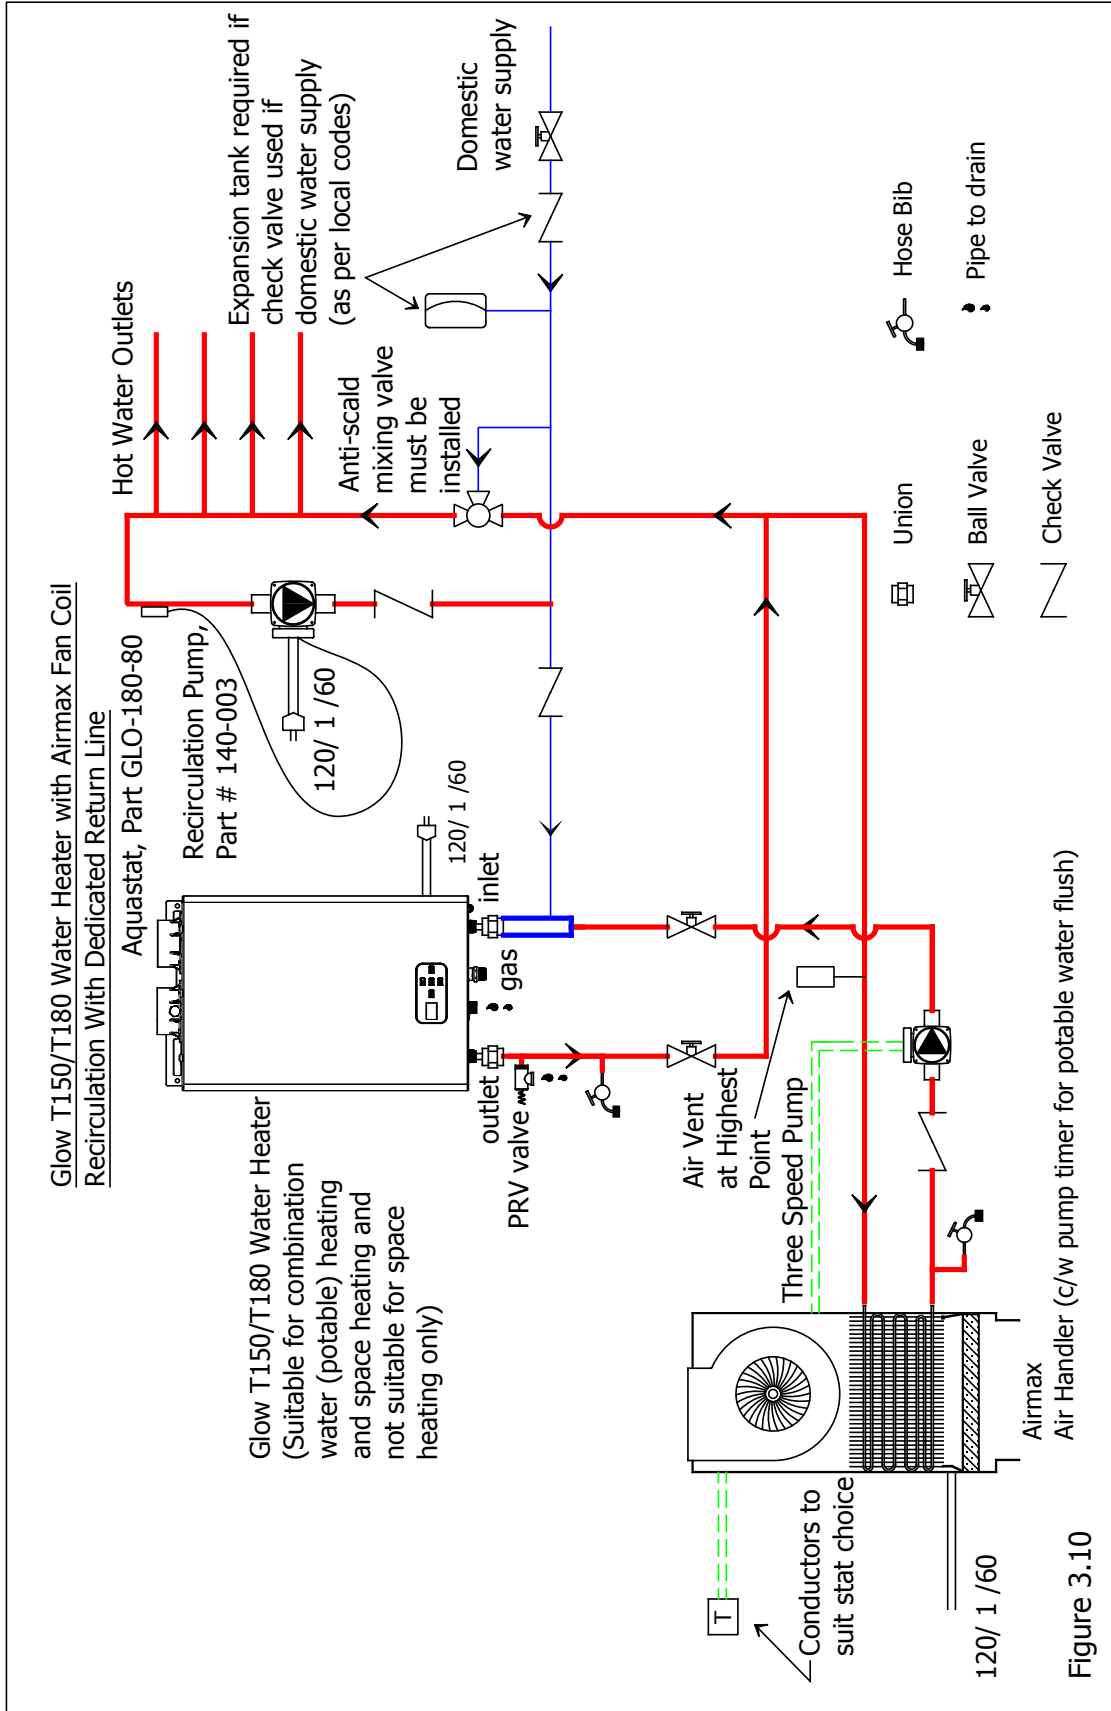 Glow T150/T180 Water Heater with Airmax Fan Coil
Recirculation With Dedicated Return Line
Aquastat, Part GLO-180-80
Recirculation Pump,
Part # 140-003
120/ 1 /60
Hot Water Outlets
Expansion tank required if
check valve used if
domestic water supply
(as per local codes)
Anti-scald
mixing valve
must be
installed
Domestic
water supply
Glow T150/T180 Water Heater
(Suitable for combination
water (potable) heating
and space heating and
not suitable for space
heating only)
120/ 1 /60
outlet
gas
inlet
PRV valve
Air Vent
at Highest
Point
Three Speed Pump
T
Conductors to
suit stat choice
120/ 1 /60
Airmax
Air Hander (c/w pump timer for potable water flush)
Union
Hose Bib
Ball Valve
Pipe to drain
Check Valve
Figure 3.10